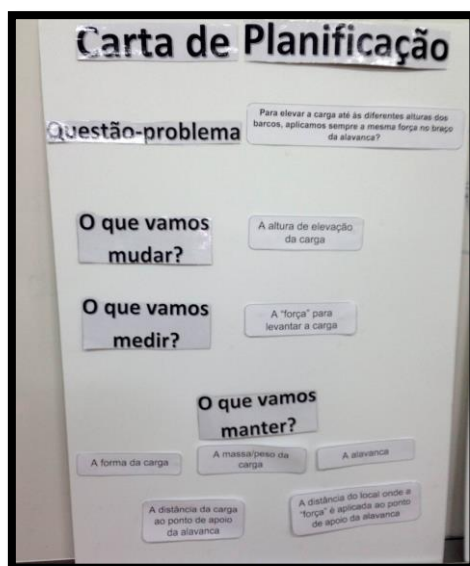 Carta de Planificação
Questão-problema
Para elevar a carga até às diferentes alturas dos
barcos, aplicamos sempre a mesma força no braço
da alavanca?
O que vamos
mudar?
A altura de elevação
da carga
O que vamos
medir?
A "força" para
levantar a carga
O que vamos
manter?
A forma da carga
A massa/peso da
carga
A alavanca
A distância da carga
ao ponto de apoio
da alavanca
A distância do local onde a
"força" é aplicada ao ponto
de apoio da alavanca